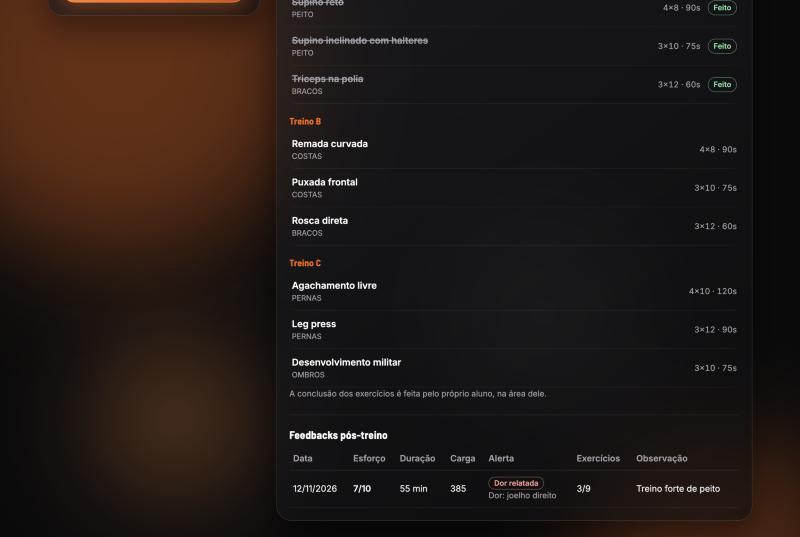 Supino reto
PEITO
4×8 · 90s Feito
Supino inclinado com halteres
PEITO
3×10 · 75s Feito
Triceps na polia
BRACOS
3×12 · 60s Feito
Treino B
Remada curvada
COSTAS
4×8 · 90s
Puxada frontal
COSTAS
3×10 · 75s
Rosca direta
BRACOS
3×12 · 60s
Treino C
Agachamento livre
PERNAS
4×10 · 120s
Leg press
PERNAS
3×12 · 90s
Desenvolvimento militar
OMBROS
3×10 · 75s
A conclusão dos exercícios é feita pelo próprio aluno, na área dele.
Feedbacks pós-treino
Data Esforço Duração Carga Alerta Exercícios Observação
12/11/2026 7/10 55 min 385 Dor relatada 3/9 Treino forte de peito
Dor: joelho direito